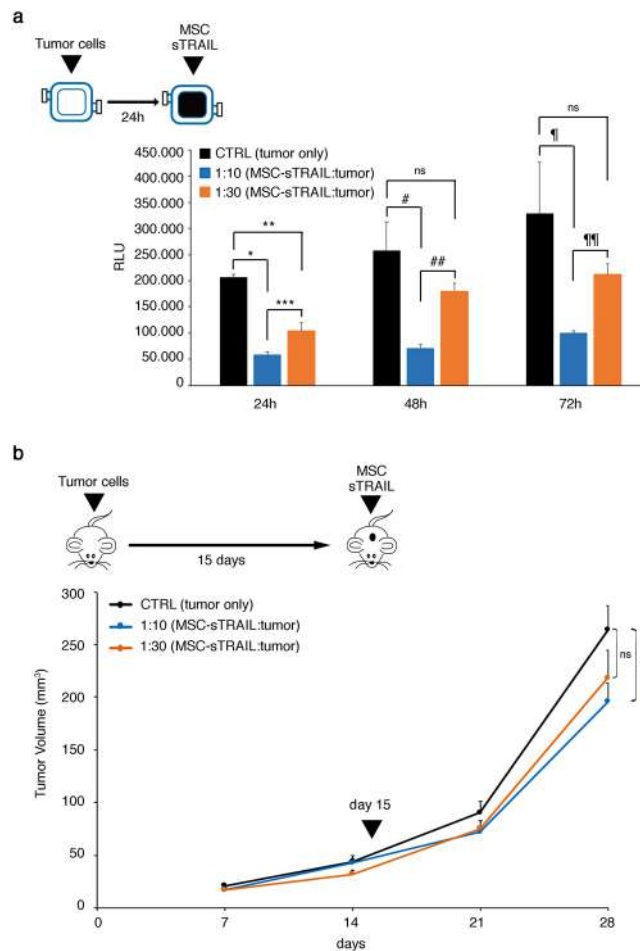 a
Tumor cells
MSC
sTRAIL
24h
CTRL (tumor only)
1:10 (MSC-sTRAIL:tumor)
1:30 (MSC-sTRAIL:tumor)
RLU
450.000
400.000
350.000
300.000
250.000
200.000
150.000
100.000
50.000
0
**
*
***
ns
#
##
ns
¶
¶¶
24h
48h
72h
b
Tumor cells
MSC
sTRAIL
15 days
CTRL (tumor only)
1:10 (MSC-sTRAIL:tumor)
1:30 (MSC-sTRAIL:tumor)
Tumor Volume (mm³)
300
250
200
150
100
50
0
day 15
ns
0
7
14
21
28
days